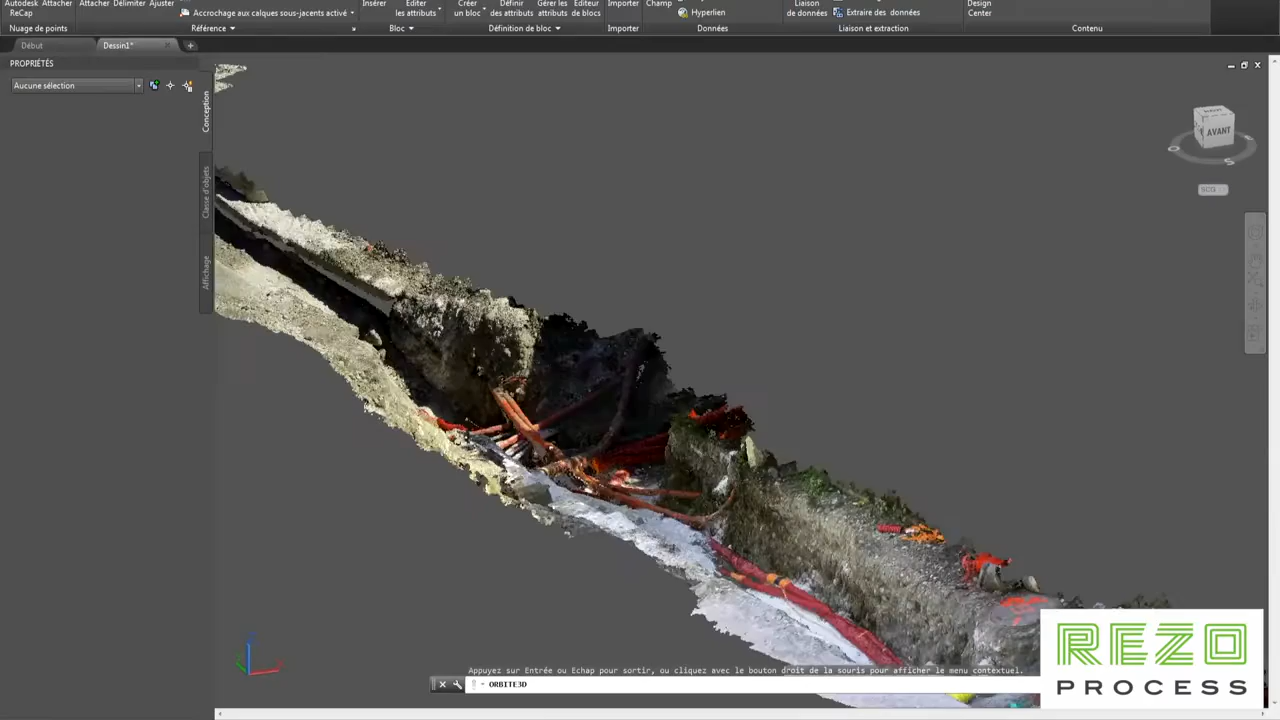 Autodesk Attacher
ReCap
Nuage de points
Attacher Délimiter Ajuster
Accrochage aux calques sous-jacents activé
Référence
Insérer
Editer
les attributs
Bloc
Créer
un bloc
Définir
des attributs
Gérer les
attributs
Editeur
de blocs
Définition de bloc
Importer
Importer
Champ
Hyperlien
Données
Liaison
de données
Extraire des données
Liaison et extraction
Design
Center
Contenu
Début
Dessin1*
PROPRIÉTÉS
Aucune sélection
Conception
Classe d'objets
Affichage
AVANT
S
SCG
Appuyez sur Entrée ou Echap pour sortir, ou cliquez avec le bouton droit de la souris pour afficher le menu contextuel.
ORBITE3D
REZO
PROCESS